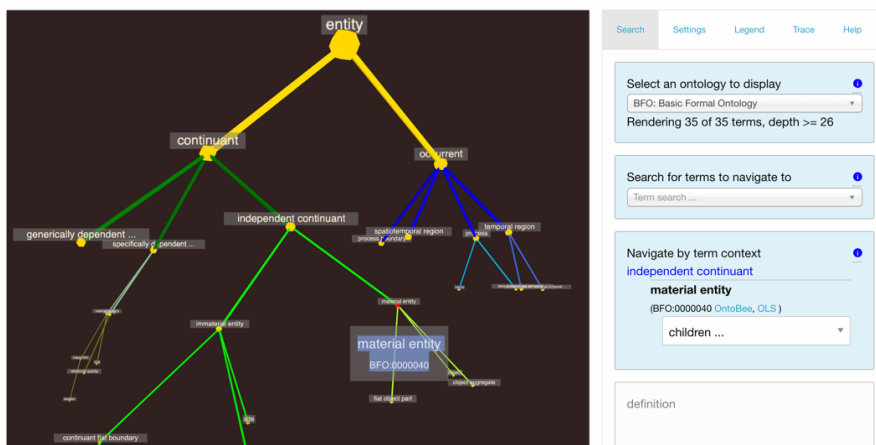 entity
continuant
occurrent
generically dependent ...
specifically dependent ...
independent continuant
spatiotemporal region
process boundary
temporal region
process
material entity
immaterial entity
material entity
BFO:0000040
object
object aggregate
fiat object part
site
continuant fiat boundary
Search
Settings
Legend
Trace
Help
Select an ontology to display
BFO: Basic Formal Ontology
Rendering 35 of 35 terms, depth >= 26
Search for terms to navigate to
Term search ...
Navigate by term context
independent continuant
material entity
(BFO:0000040 OntoBee, OLS )
children ...
definition